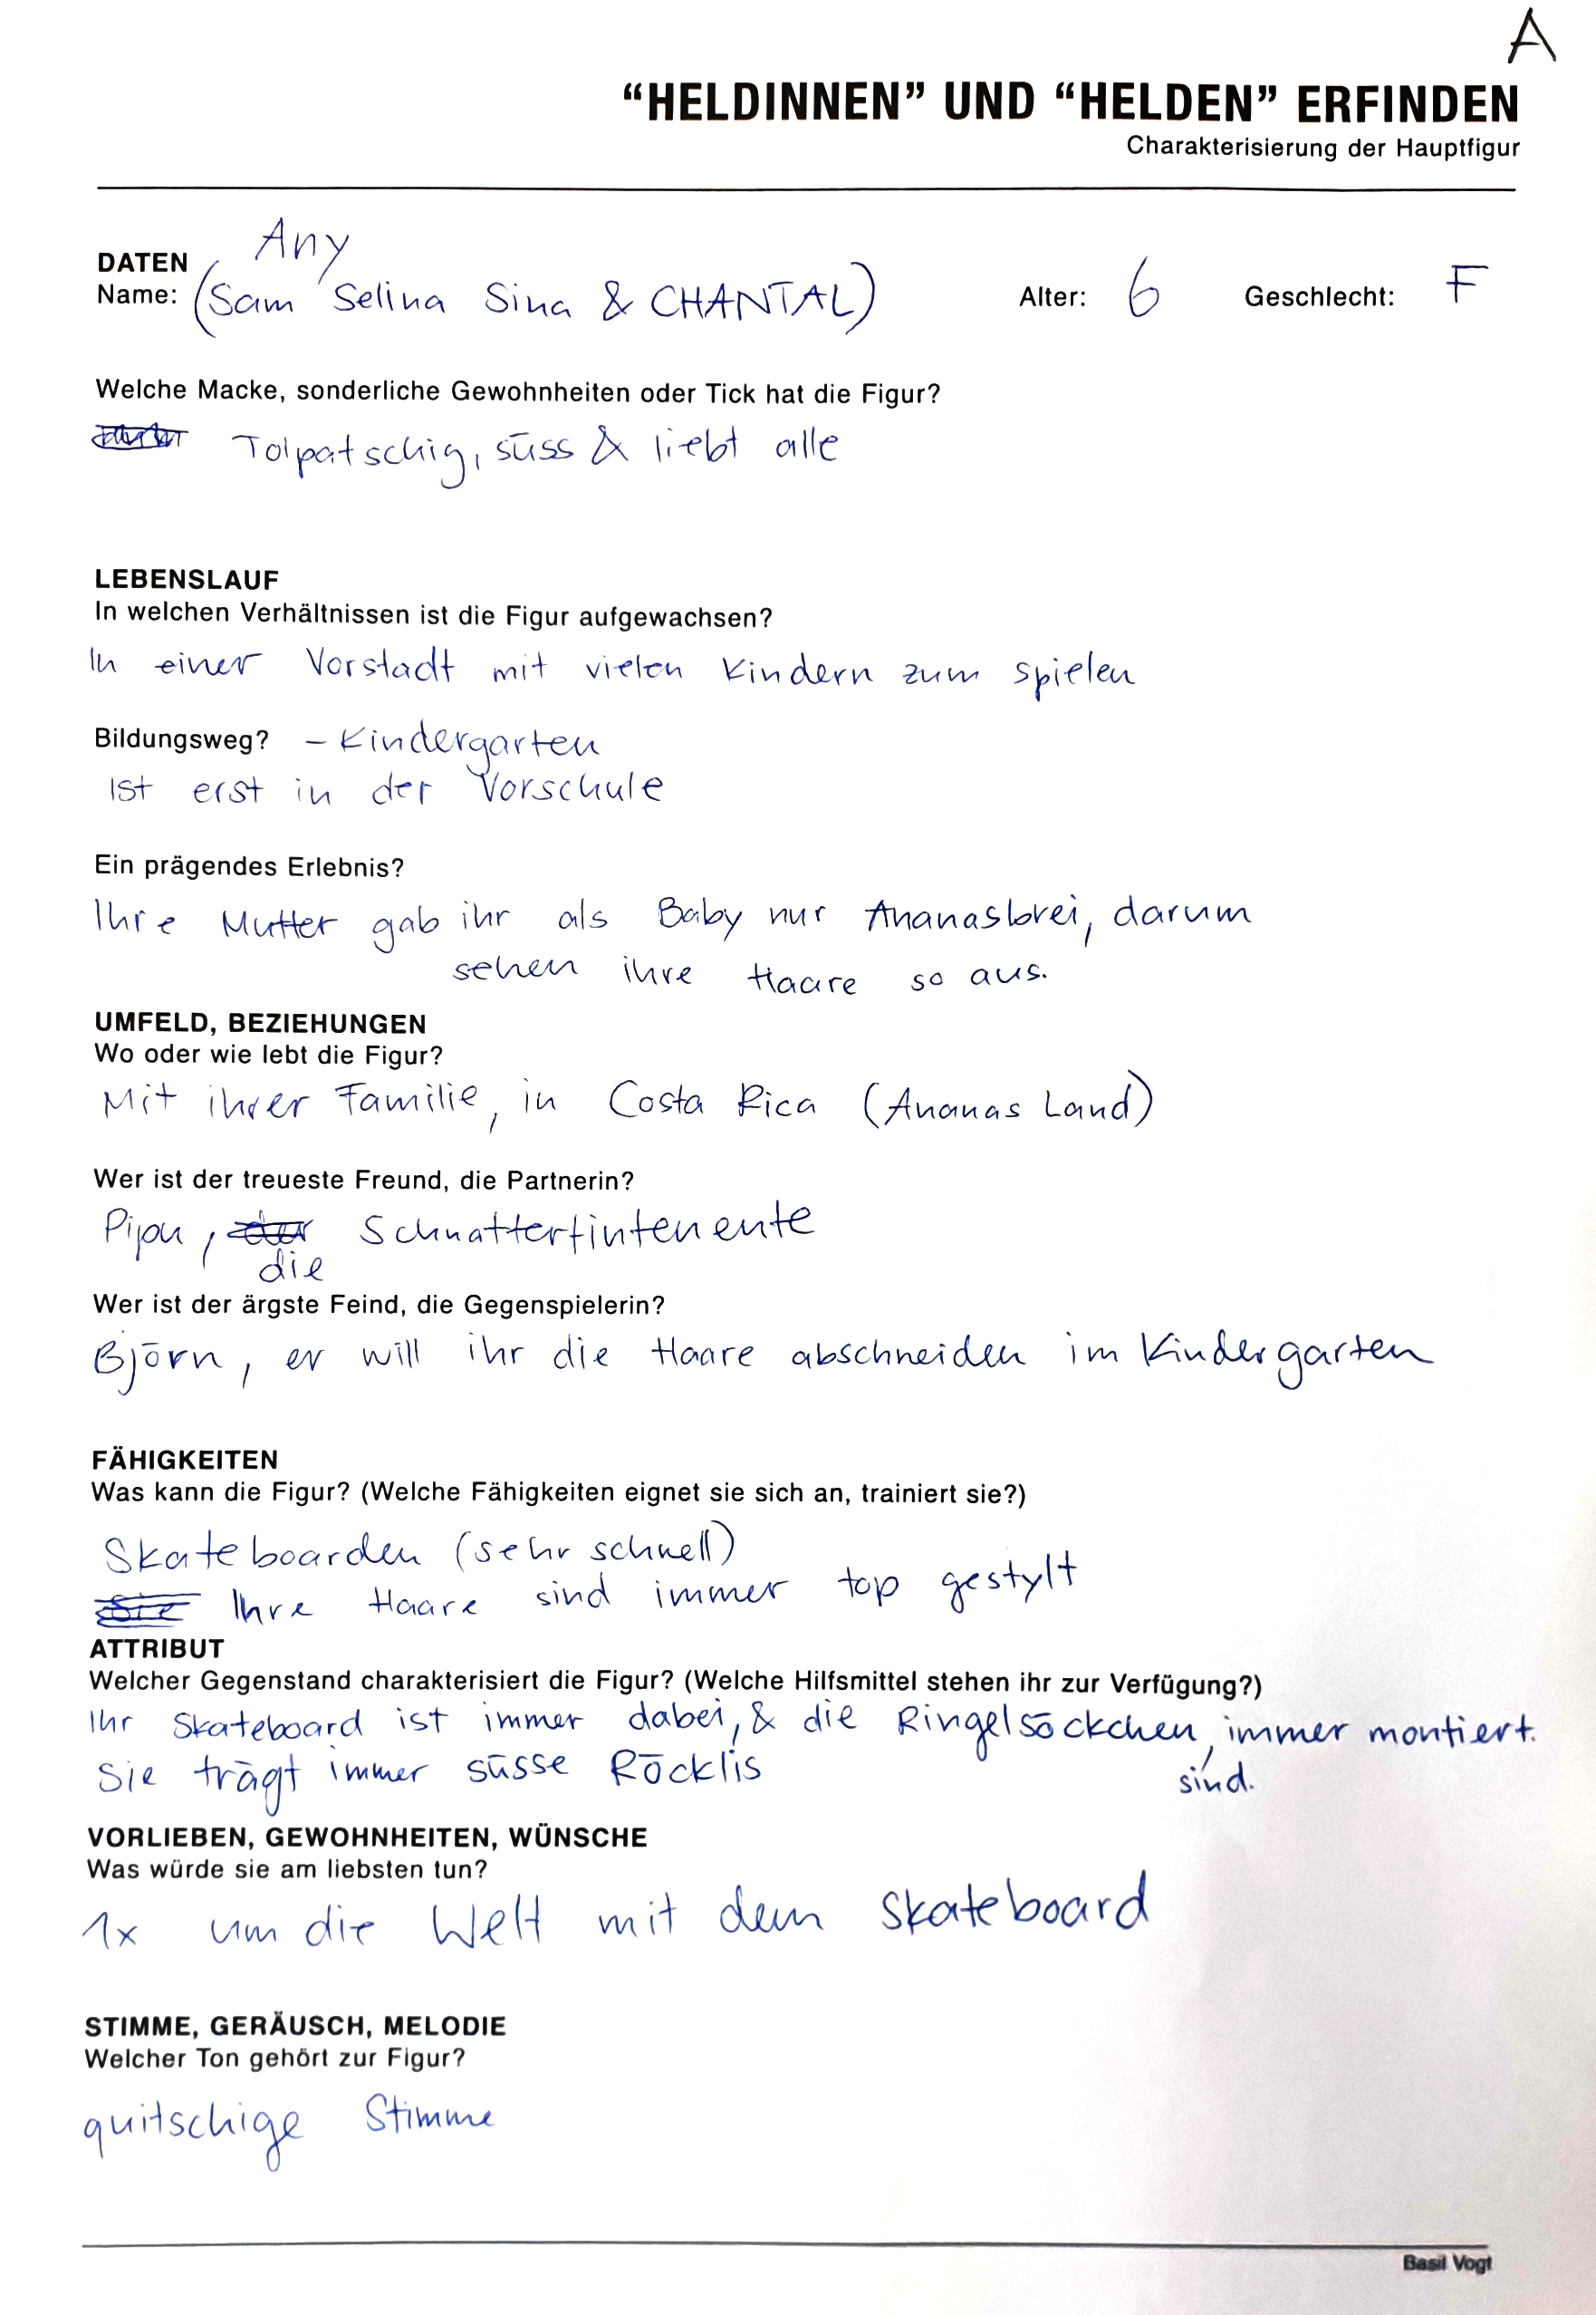 A
“HELDINNEN” UND “HELDEN” ERFINDEN
Charakterisierung der Hauptfigur
DATEN
Any
Name: (Sam Selina Sina & CHANTAL) Alter: 6 Geschlecht: F
Welche Macke, sonderliche Gewohnheiten oder Tick hat die Figur?
Tolpatschig, süss & liebt alle
LEBENSLAUF
In welchen Verhältnissen ist die Figur aufgewachsen?
In einer Vorstadt mit vielen Kindern zum spielen
Bildungsweg? – Kindergarten
Ist erst in der Vorschule
Ein prägendes Erlebnis?
Ihre Mutter gab ihr als Baby nur Ananasbrei, darum
sehen ihre Haare so aus.
UMFELD, BEZIEHUNGEN
Wo oder wie lebt die Figur?
Mit ihrer Familie, in Costa Rica (Ananas Land)
Wer ist der treueste Freund, die Partnerin?
Pijou, Schnattertintenente
die
Wer ist der ärgste Feind, die Gegenspielerin?
Björn, er will ihr die Haare abschneiden im Kindergarten
FÄHIGKEITEN
Was kann die Figur? (Welche Fähigkeiten eignet sie sich an, trainiert sie?)
Skateboarden (sehr schnell)
Sie Ihre Haare sind immer top gestylt
ATTRIBUT
Welcher Gegenstand charakterisiert die Figur? (Welche Hilfsmittel stehen ihr zur Verfügung?)
Ihr Skateboard ist immer dabei, & die Ringelsöckchen, immer montiert.
sind.
Sie trägt immer süsse Röcklis
VORLIEBEN, GEWOHNHEITEN, WÜNSCHE
Was würde sie am liebsten tun?
1x um die Welt mit dem Skateboard
STIMME, GERÄUSCH, MELODIE
Welcher Ton gehört zur Figur?
quitschige Stimme
Basil Vogt